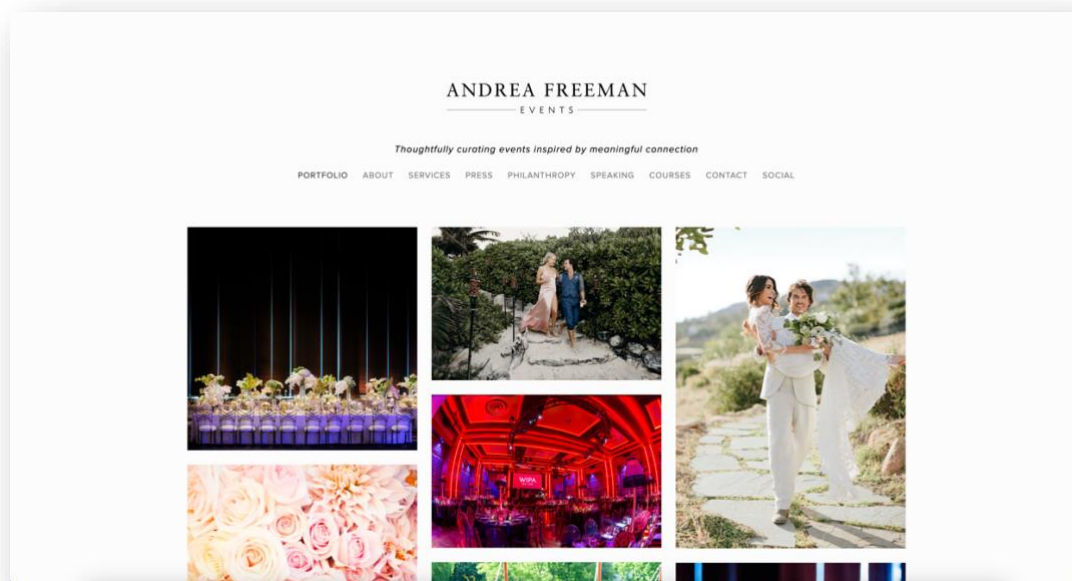 ANDREA FREEMAN
EVENTS
Thoughtfully curating events inspired by meaningful connection
PORTFOLIO ABOUT SERVICES PRESS PHILANTHROPY SPEAKING COURSES CONTACT SOCIAL
WIPA